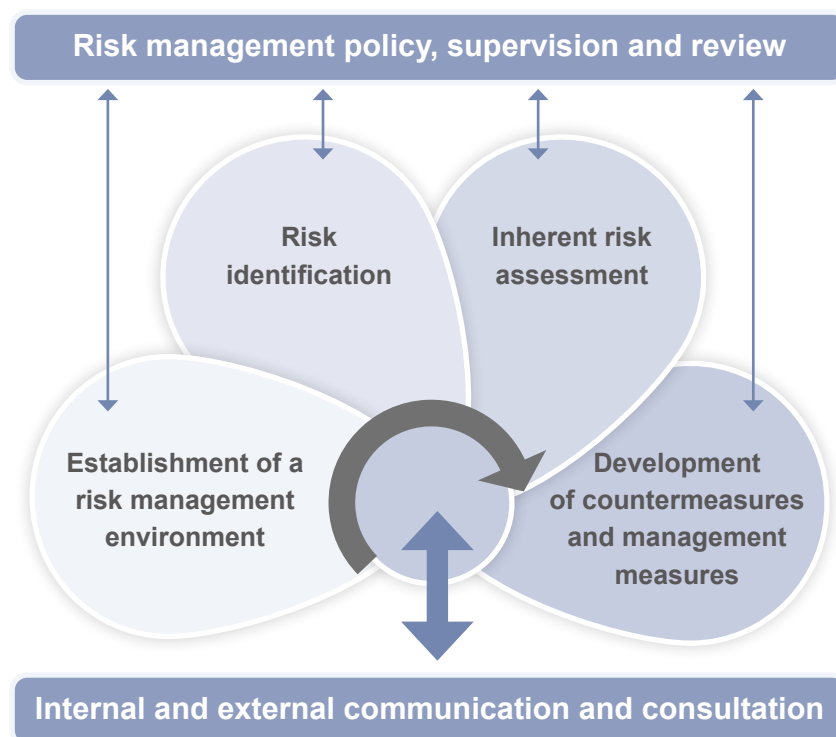 Risk management policy, supervision and review
Risk
identification
Inherent risk
assessment
Establishment of a
risk management
environment
Development
of countermeasures
and management
measures
Internal and external communication and consultation